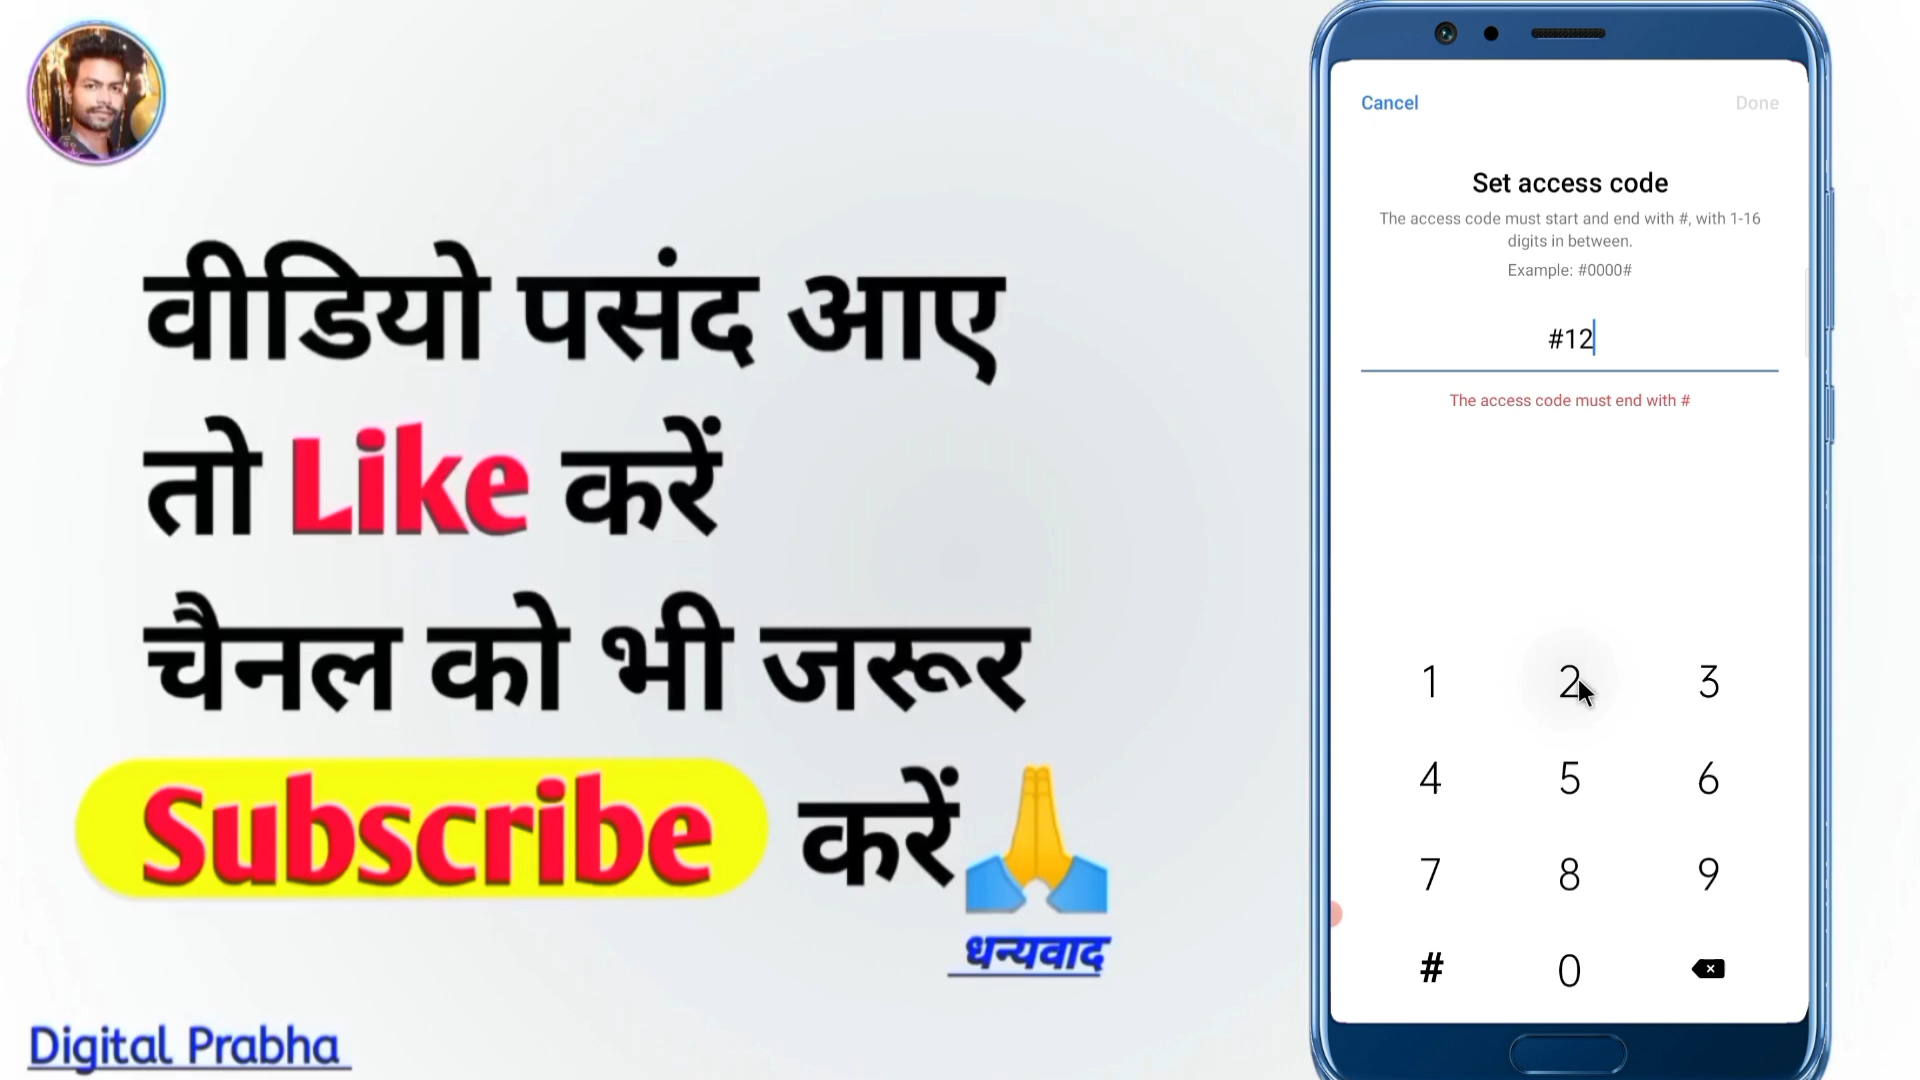 वीडियो पसंद आए
तो Like करें
चैनल को भी जरूर
Subscribe करें
धन्यवाद
Digital Prabha
Cancel
Done
Set access code
The access code must start and end with #, with 1-16
digits in between.
Example: #0000#
#12
The access code must end with #
1 2 3
4 5 6
7 8 9
# 0